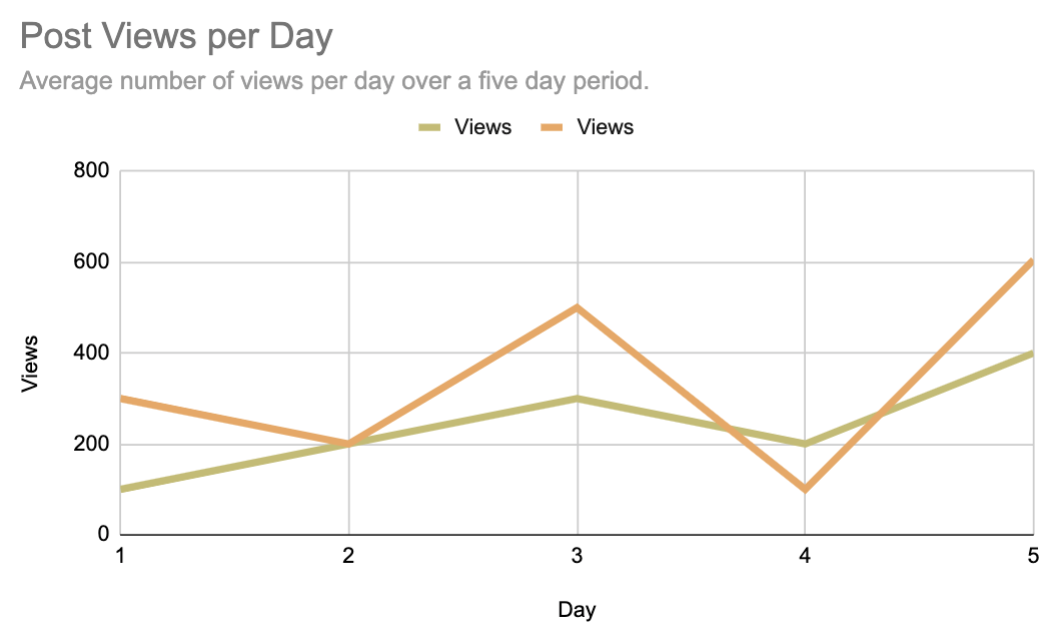 Post Views per Day
Average number of views per day over a five day period.
Views Views
800
600
400
200
0
Views
1 2 3 4 5
Day